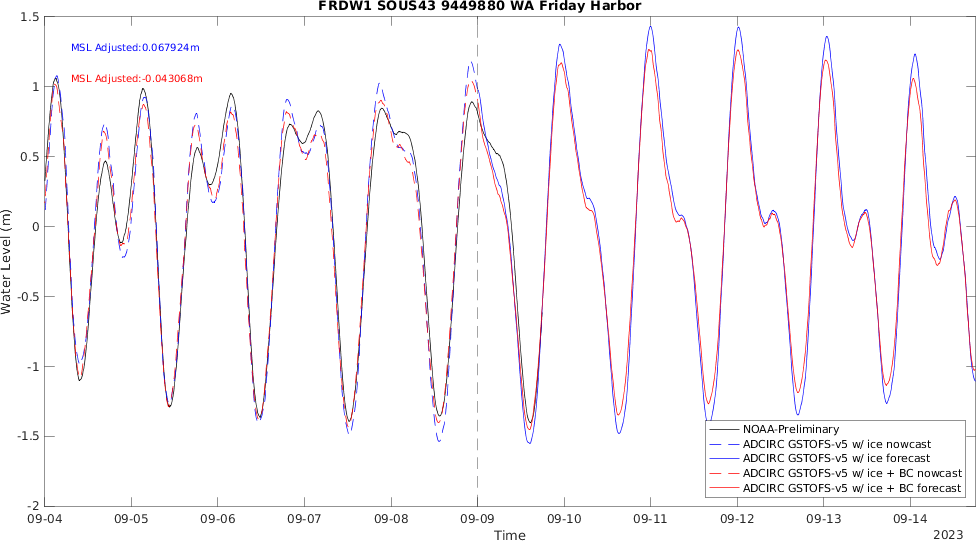 FRDW1 SOUS43 9449880 WA Friday Harbor
MSL Adjusted:0.067924m
MSL Adjusted:-0.043068m
1.5
1
0.5
0
-0.5
-1
-1.5
-2
Water Level (m)
NOAA-Preliminary
ADCIRC GSTOFS-v5 w/ ice nowcast
ADCIRC GSTOFS-v5 w/ ice forecast
ADCIRC GSTOFS-v5 w/ ice + BC nowcast
ADCIRC GSTOFS-v5 w/ ice + BC forecast
09-04 09-05 09-06 09-07 09-08 09-09 09-10 09-11 09-12 09-13 09-14
Time
2023